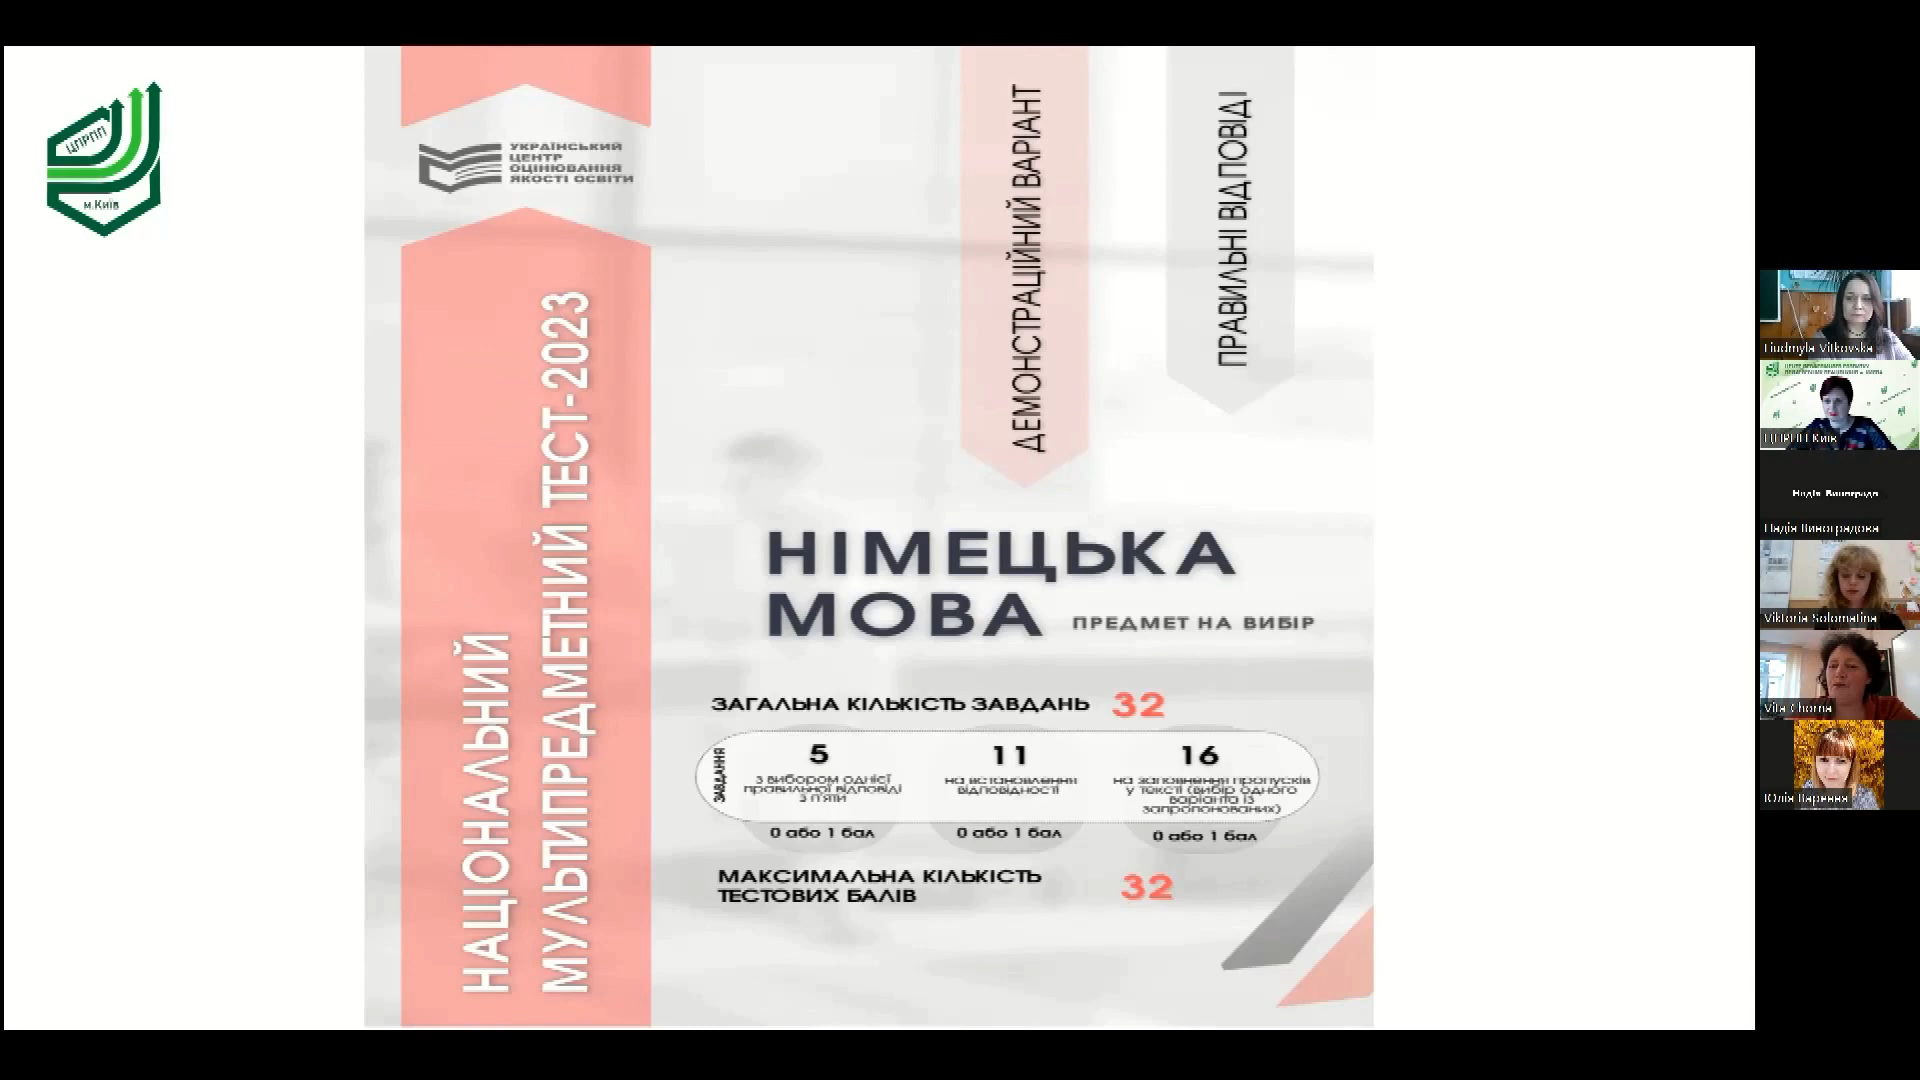 ЦПРПП
м.Київ
УКРАЇНСЬКИЙ
ЦЕНТР
ОЦІНЮВАННЯ
ЯКОСТІ ОСВІТИ
НАЦІОНАЛЬНИЙ
МУЛЬТИПРЕДМЕТНИЙ ТЕСТ-2023
ДЕМОНСТРАЦІЙНИЙ ВАРІАНТ
ПРАВИЛЬНІ ВІДПОВІДІ
НІМЕЦЬКА
МОВА ПРЕДМЕТ НА ВИБІР
ЗАГАЛЬНА КІЛЬКІСТЬ ЗАВДАНЬ 32
ЗАВДАННЯ
5
з вибором однієї
правильної відповіді
з п'яти
0 або 1 бал
11
на встановлення
відповідності
0 або 1 бал
16
на заповнення пропусків
у тексті (вибір одного
варіанта із
запропонованих)
0 або 1 бал
МАКСИМАЛЬНА КІЛЬКІСТЬ
ТЕСТОВИХ БАЛІВ 32
Liudmyla Vitkovska
ЦПРПП Київ
Надія Виноградо
Надія Виноградова
Viktoria Solomatina
Vita Chorna
Юлія